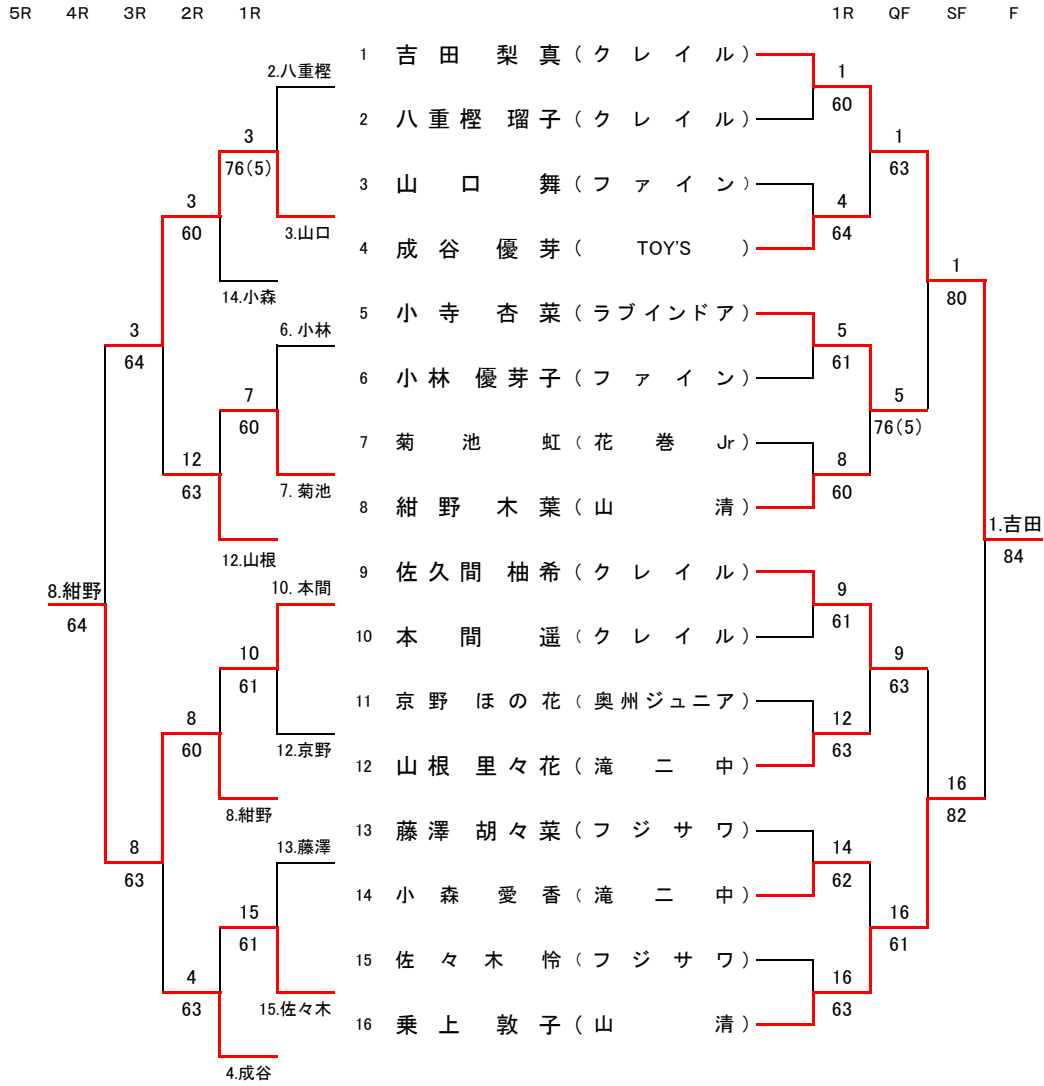 5R 4R 3R 2R 1R 1R QF SF F
1 吉田 梨真 (クレイル)
2.八重樫 1
60
2 八重樫 瑠子 (クレイル)
3 1
76(5) 63
3 山口 舞 (ファイン)
3 4
60 3.山口 64
4 成谷 優芽 (TOY'S)
1
14.小森 80
5 小寺 杏菜 (ラブインドア)
6. 小林
3 5
64 61
6 小林 優芽子 (ファイン)
7 5
60 76(5)
7 菊池 虹 (花巻Jr)
12 8
63 7. 菊池 60
8 紺野 木葉 (山清)
1.吉田
12.山根 84
9 佐久間 柚希 (クレイル)
8.紺野 10. 本間 9
64 61
10 本間 遥 (クレイル)
10 9
61 63
11 京野 ほの花 (奥州ジュニア)
8 12
60 12.京野 63
12 山根 里々花 (滝二中)
16
8.紺野 82
13 藤澤 胡々菜 (フジサワ)
13.藤澤
8 14
63 62
14 小森 愛香 (滝二中)
15 16
61 61
15 佐々木 怜 (フジサワ)
4 16
63 15.佐々木 63
16 乗上 敦子 (山清)
4.成谷